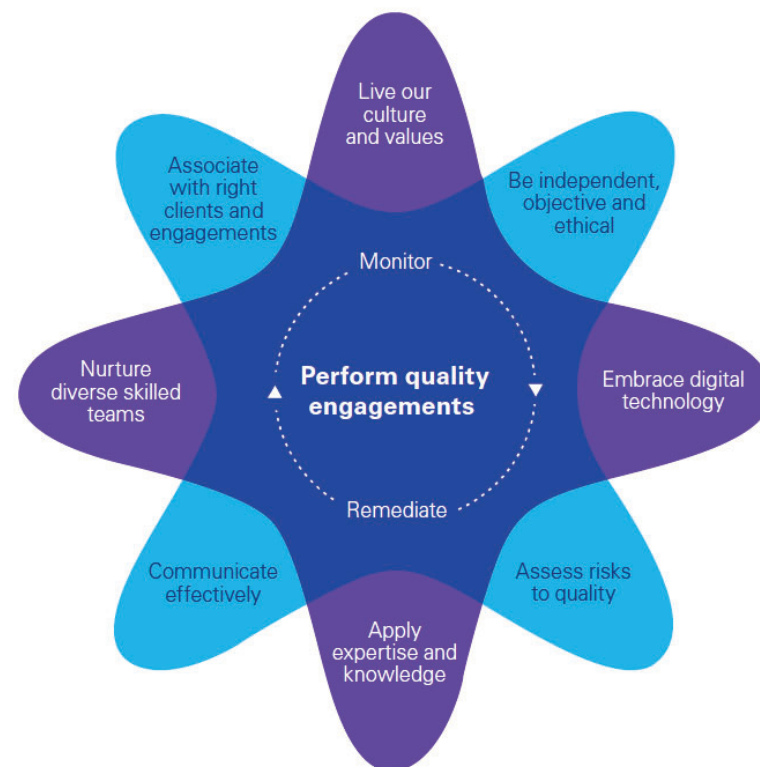 Live our
culture
and values
Associate
with right
clients and
engagements
Be independent,
objective and
ethical
Monitor
Nurture
diverse skilled
teams
Perform quality
engagements
Embrace digital
technology
Remediate
Communicate
effectively
Assess risks
to quality
Apply
expertise and
knowledge